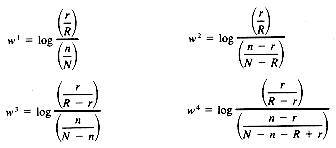 w¹ = log ((r/R) / (n/N))
w² = log ((r/R) / ((n − r)/(N − R)))
w³ = log ((r/(R − r)) / (n/(N − n)))
w⁴ = log ((r/(R − r)) / ((n − r)/(N − n − R + r)))